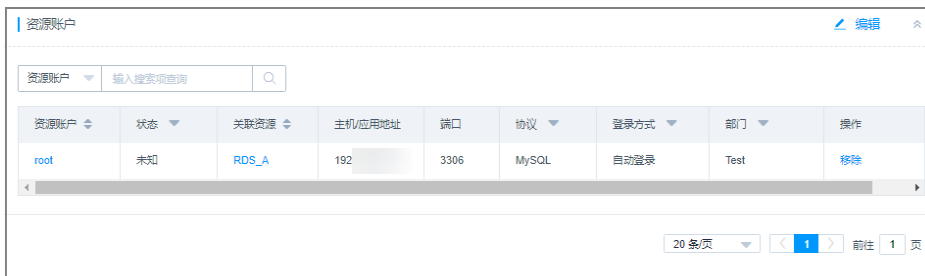 资源账户 编辑
资源账户 输入搜索项查询
资源账户 状态 关联资源 主机/应用地址 端口 协议 登录方式 部门 操作
root 未知 RDS_A 192 3306 MySQL 自动登录 Test 移除
20 条/页 1 前往 1 页